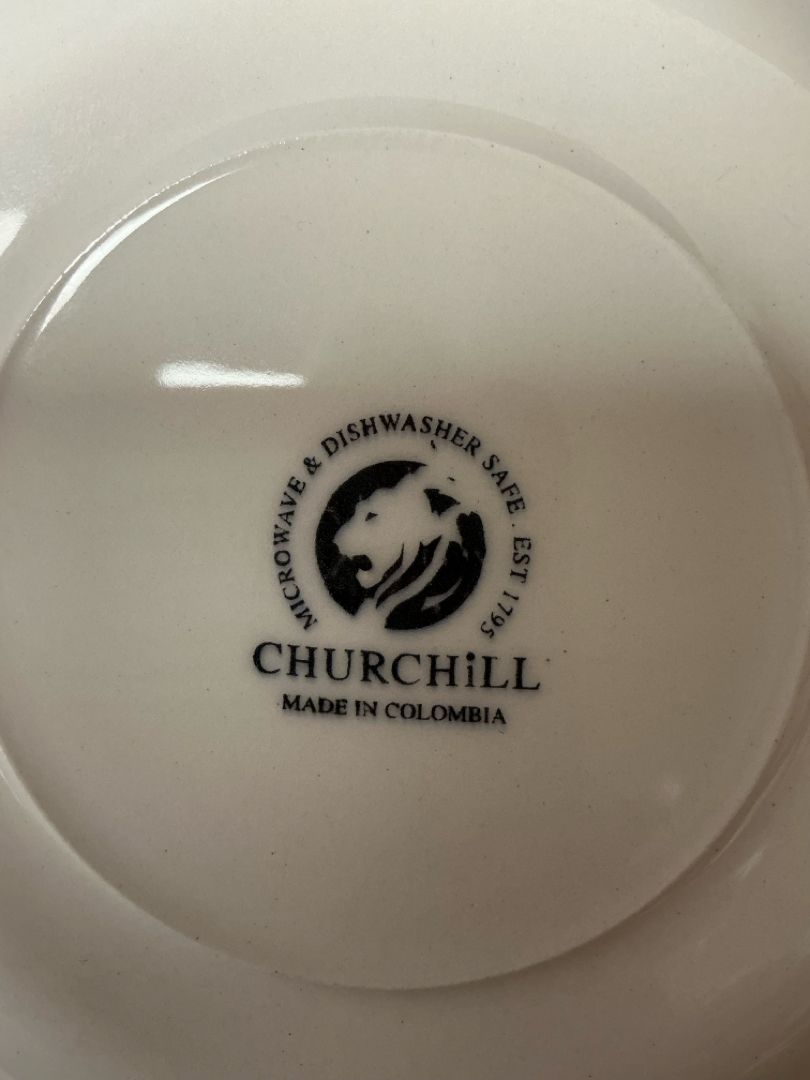 MICROWAVE & DISHWASHER SAFE . EST 1795
CHURCHiLL
MADE IN COLOMBIA